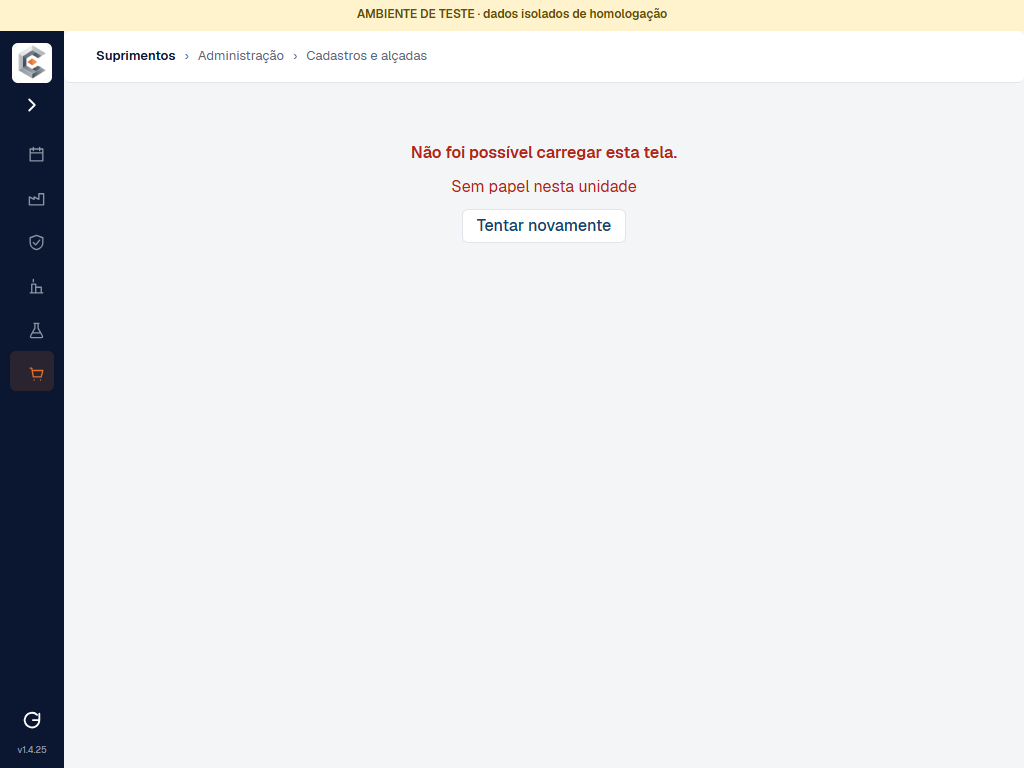 AMBIENTE DE TESTE · dados isolados de homologação
Suprimentos › Administração › Cadastros e alçadas
Não foi possível carregar esta tela.
Sem papel nesta unidade
Tentar novamente
v1.4.25